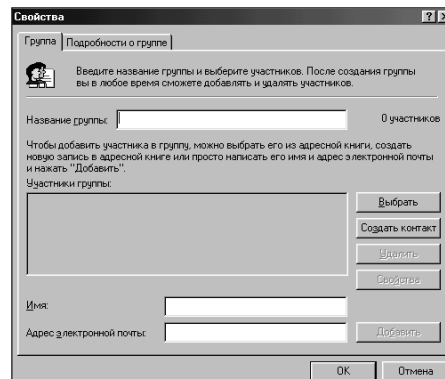 Свойства
Группа Подробности о группе
Введите название группы и выберите участников. После создания группы
вы в любое время сможете добавлять и удалять участников.
Название группы: 0 участников
Чтобы добавить участника в группу, можно выбрать его из адресной книги, создать
новую запись в адресной книге или просто написать его имя и адрес электронной почты
и нажать "Добавить".
Участники группы:
Выбрать
Создать контакт
Удалить
Свойства
Имя:
Адрес электронной почты: Добавить
OK Отмена